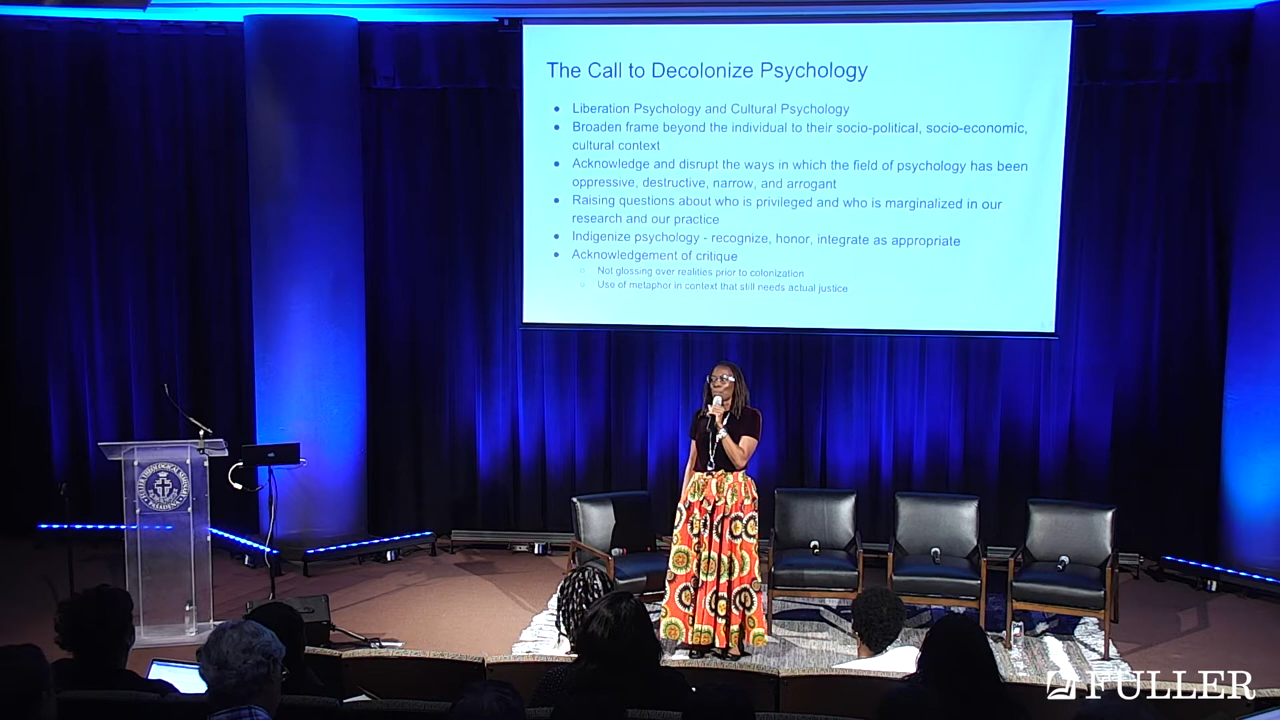 The Call to Decolonize Psychology
● Liberation Psychology and Cultural Psychology
● Broaden frame beyond the individual to their socio-political, socio-economic,
cultural context
● Acknowledge and disrupt the ways in which the field of psychology has been
oppressive, destructive, narrow, and arrogant
● Raising questions about who is privileged and who is marginalized in our
research and our practice
● Indigenize psychology - recognize, honor, integrate as appropriate
● Acknowledgement of critique
○ Not glossing over realities prior to colonization
○ Use of metaphor in context that still needs actual justice
FULLER THEOLOGICAL SEMINARY
PASADENA
FULLER